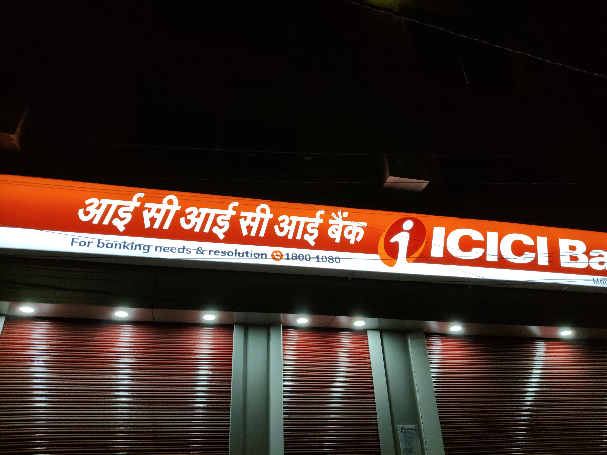 आई सी आई सी आई बैंक
ICICI Ba
For banking needs & resolution 1800 1080